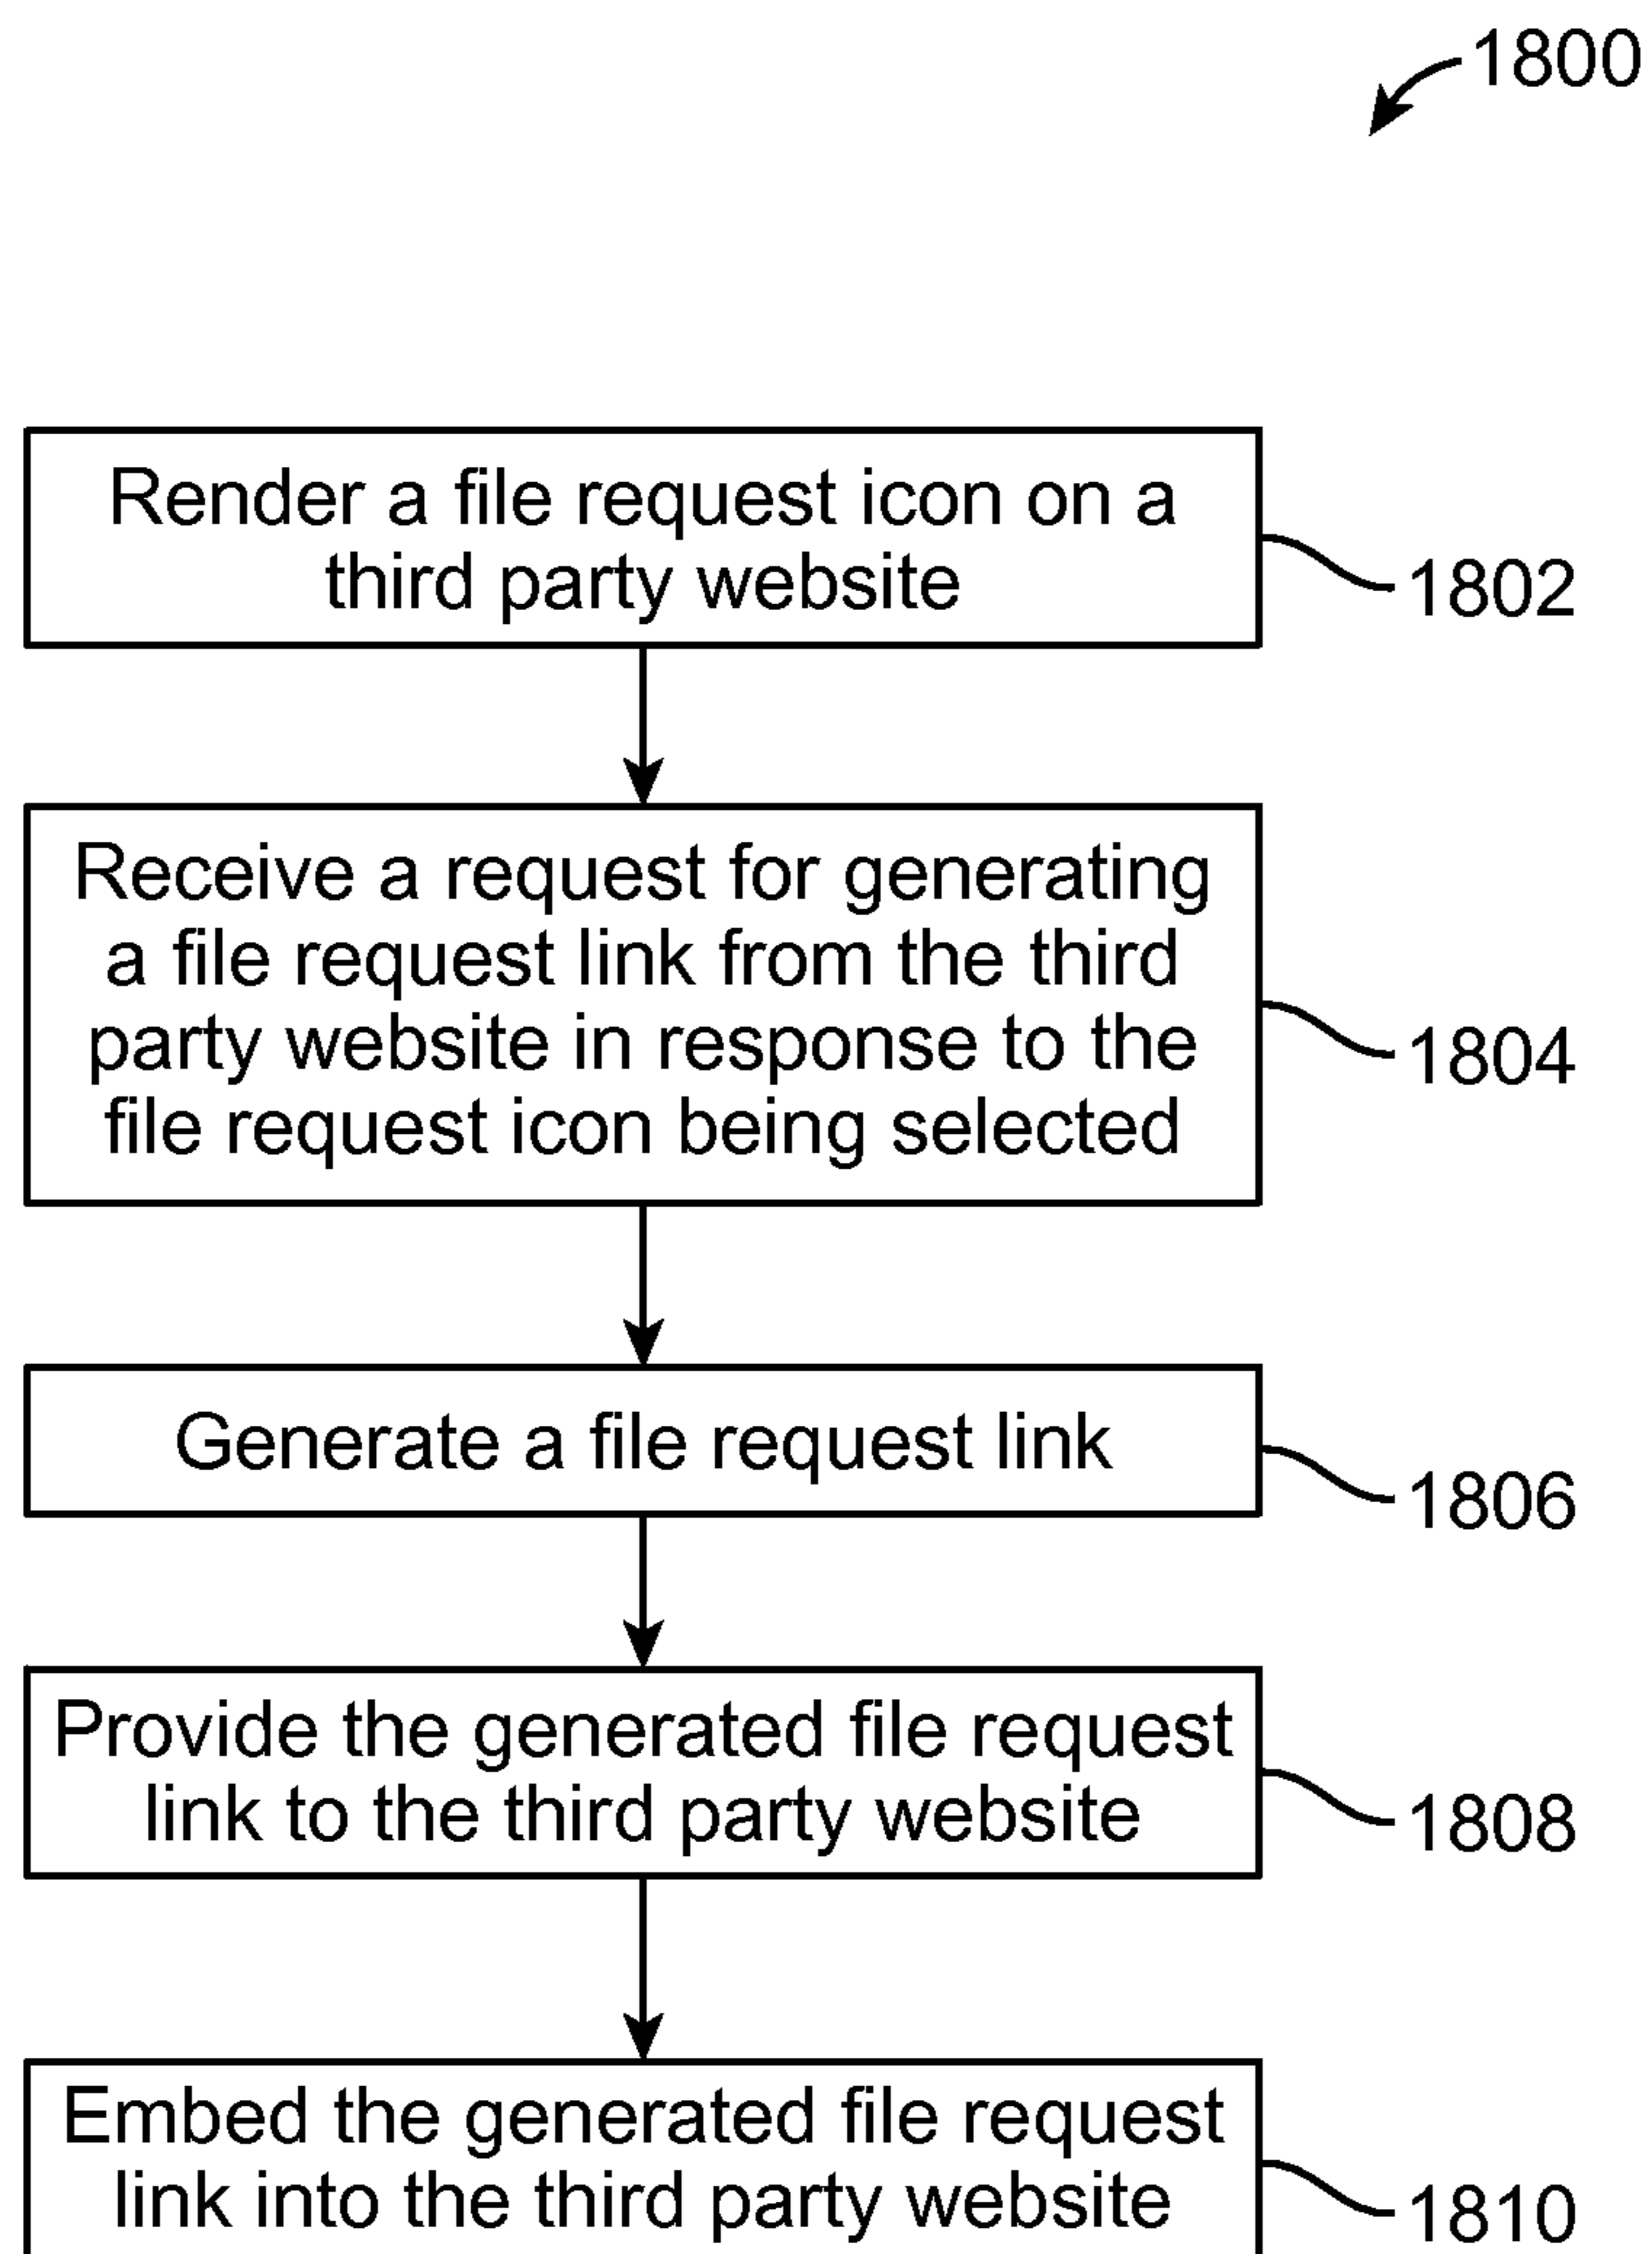 1800
Render a file request icon on a
third party website
1802
Receive a request for generating
a file request link from the third
party website in response to the
file request icon being selected
1804
Generate a file request link
1806
Provide the generated file request
link to the third party website
1808
Embed the generated file request
link into the third party website
1810